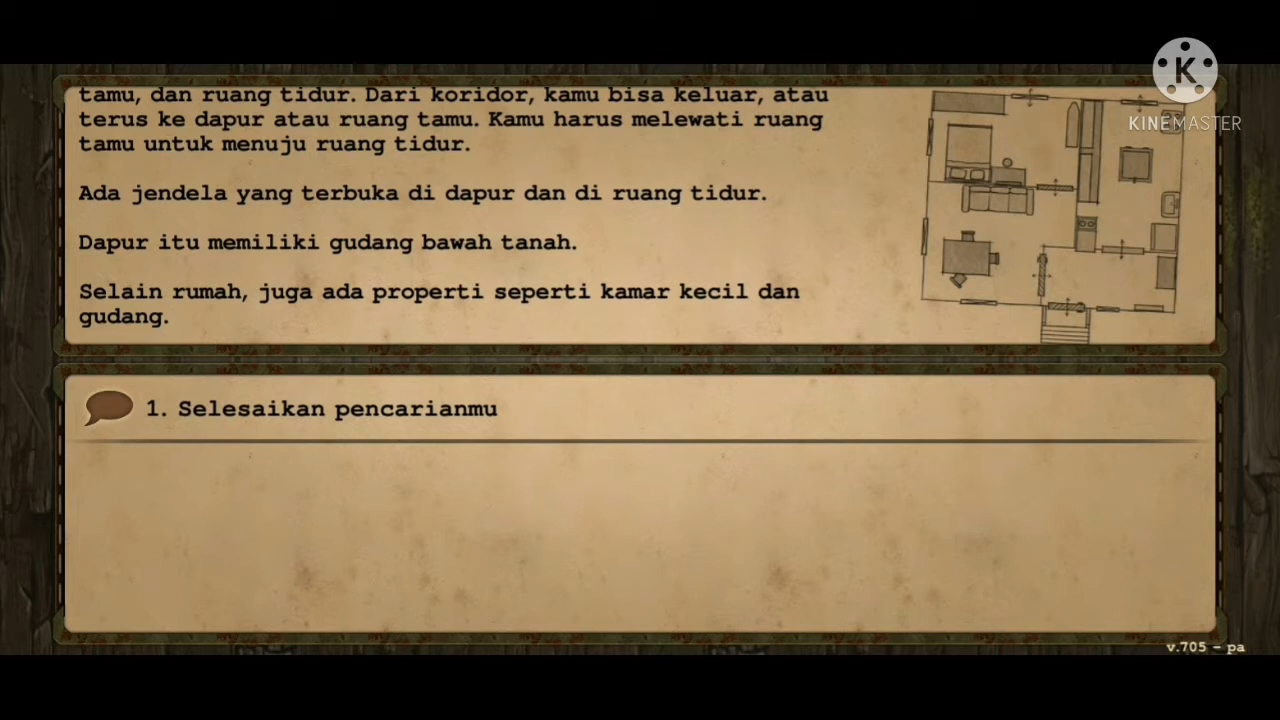 tamu, dan ruang tidur. Dari koridor, kamu bisa keluar, atau
terus ke dapur atau ruang tamu. Kamu harus melewati ruang
tamu untuk menuju ruang tidur.
Ada jendela yang terbuka di dapur dan di ruang tidur.
Dapur itu memiliki gudang bawah tanah.
Selain rumah, juga ada properti seperti kamar kecil dan
gudang.
K
KINEMASTER
1. Selesaikan pencarianmu
v.705 - pa